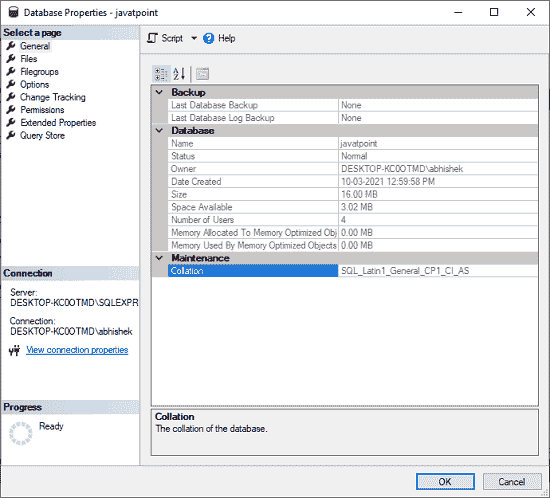 Database Properties - javatpoint
Select a page
General
Files
Filegroups
Options
Change Tracking
Permissions
Extended Properties
Query Store
Script
Help
Backup
Last Database Backup None
Last Database Log Backup None
Database
Name javatpoint
Status Normal
Owner DESKTOP-KC0OTMD\abhishek
Date Created 10-03-2021 12:59:58 PM
Size 16.00 MB
Space Available 3.02 MB
Number of Users 4
Memory Allocated To Memory Optimized Obj 0.00 MB
Memory Used By Memory Optimized Objects 0.00 MB
Maintenance
Collation SQL_Latin1_General_CP1_CI_AS
Connection
Server:
DESKTOP-KC0OTMD\SQLEXPR
Connection:
DESKTOP-KC0OTMD\abhishek
View connection properties
Progress
Ready
Collation
The collation of the database.
OK
Cancel